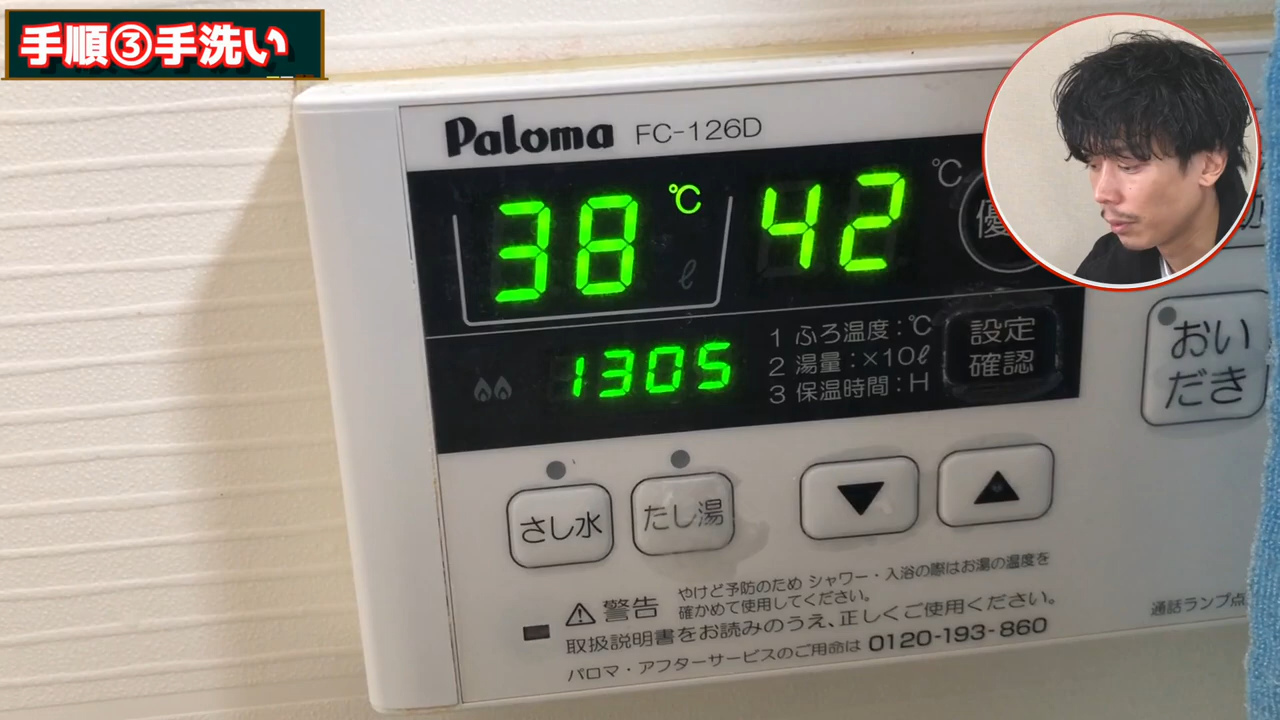 手順③手洗い
Paloma FC-126D
38 ℃ ℓ 42 ℃
優
1305
1 ふろ温度:℃
2 湯量:×10ℓ
3 保温時間:H
設定
確認
おい
だき
さし水
たし湯
▼
▲
⚠警告
やけど予防のため シャワー・入浴の際はお湯の温度を
確かめて使用してください。
取扱説明書をお読みのうえ、正しくご使用ください。
パロマ・アフターサービスのご用命は 0120-193-860
通話ランプ点